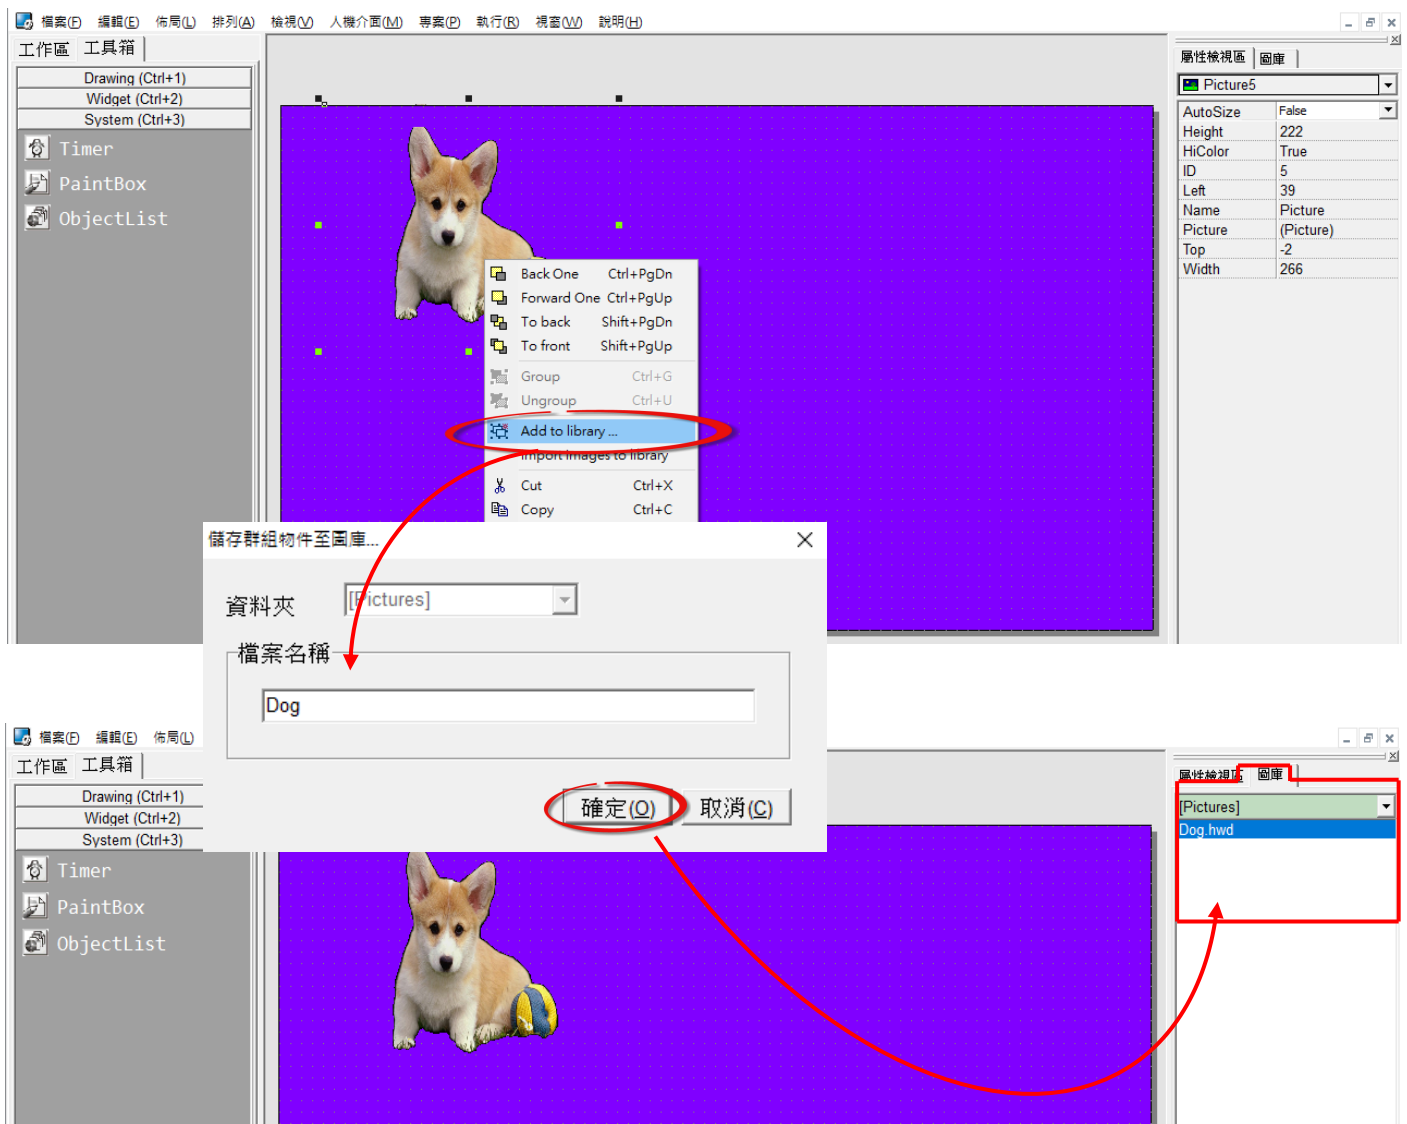 檔案(F) 編輯(E) 佈局(L) 排列(A) 檢視(V) 人機介面(M) 專案(P) 執行(R) 視窗(W) 說明(H)
工作區 工具箱
Drawing (Ctrl+1)
Widget (Ctrl+2)
System (Ctrl+3)
Timer
PaintBox
ObjectList
屬性檢視區 圖庫
Picture5
AutoSize False
Height 222
HiColor True
ID 5
Left 39
Name Picture
Picture (Picture)
Top -2
Width 266
Back One Ctrl+PgDn
Forward One Ctrl+PgUp
To back Shift+PgDn
To front Shift+PgUp
Group Ctrl+G
Ungroup Ctrl+U
Add to library ...
Import images to library
Cut Ctrl+X
Copy Ctrl+C
儲存群組物件至圖庫...
資料夾 [Pictures]
檔案名稱
Dog
確定(O) 取消(C)
檔案(F) 編輯(E) 佈局(L)
工作區 工具箱
Drawing (Ctrl+1)
Widget (Ctrl+2)
System (Ctrl+3)
Timer
PaintBox
ObjectList
屬性檢視區 圖庫
[Pictures]
Dog.hwd